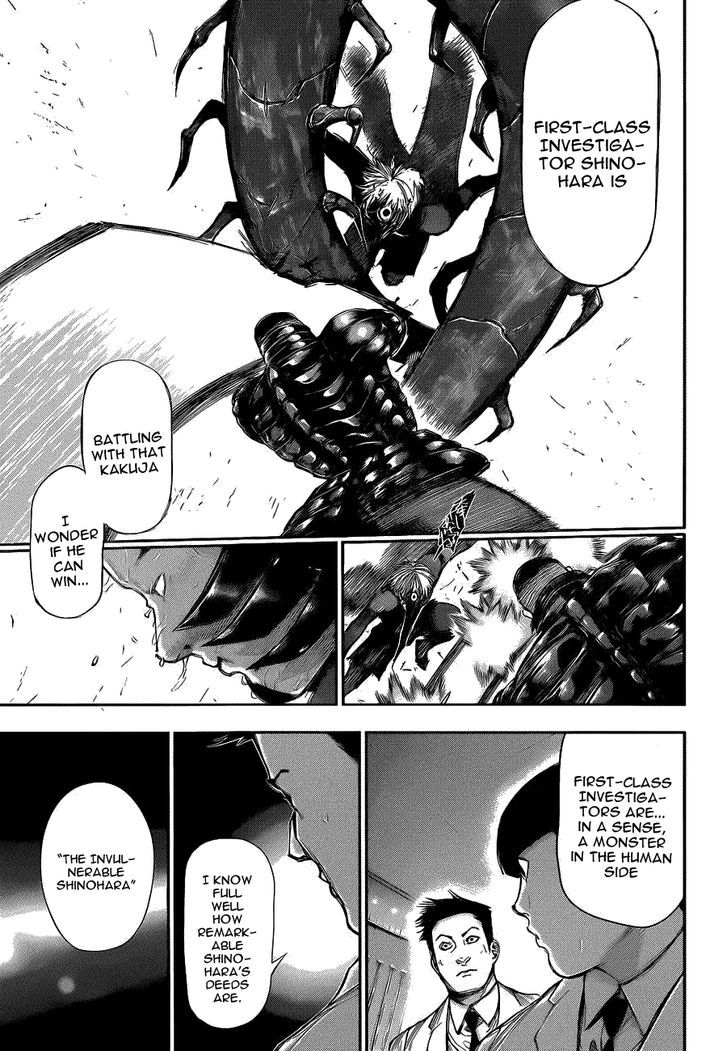 FIRST-CLASS
INVESTIGA-
TOR SHINO-
HARA IS
BATTLING
WITH THAT
KAKUJA
I
WONDER
IF HE
CAN
WIN...
FIRST-CLASS
INVESTIGA-
TORS ARE...
IN A SENSE,
A MONSTER
IN THE HUMAN
SIDE
I KNOW
FULL
WELL
HOW
REMARK-
ABLE
SHINO-
HARA'S
DEEDS
ARE.
"THE INVUL-
NERABLE
SHINOHARA"